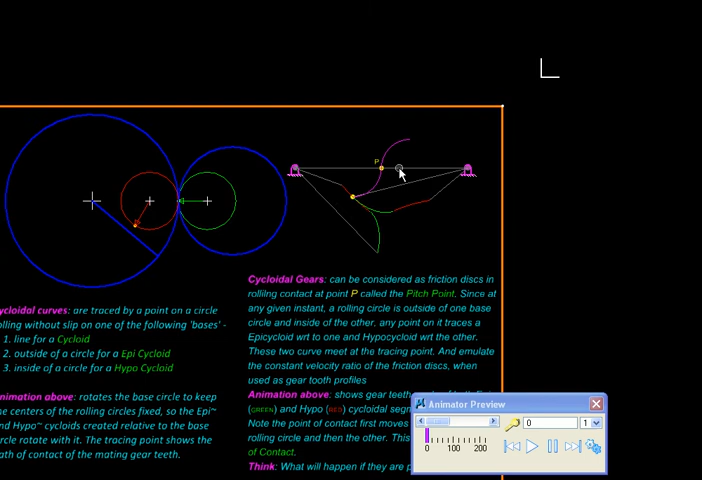 P
Cycloidal Gears: can be considered as friction discs in
rollilng contact at point P called the Pitch Point. Since at
any given instant, a rolling circle is outside of one base
circle and inside of the other, any point on it traces a
Epicycloid wrt to one and Hypocycloid wrt the other.
These two curve meet at the tracing point. And emulate
the constant velocity ratio of the friction discs, when
used as gear tooth profiles
Animation above: shows gear teeth
(GREEN) and Hypo (RED) cycloidal segn
Note the point of contact first moves
rolling circle and then the other. This
of Contact.
Think: What will happen if they are p
ycloidal curves: are traced by a point on a circle
olling without slip on one of the following 'bases' -
1. line for a Cycloid
2. outside of a circle for a Epi Cycloid
3. inside of a circle for a Hypo Cycloid
nimation above: rotates the base circle to keep
he centers of the rolling circles fixed, so the Epi~
nd Hypo~ cycloids created relative to the base
rcle rotate with it. The tracing point shows the
ath of contact of the mating gear teeth.
Animator Preview
0
1
0 100 200